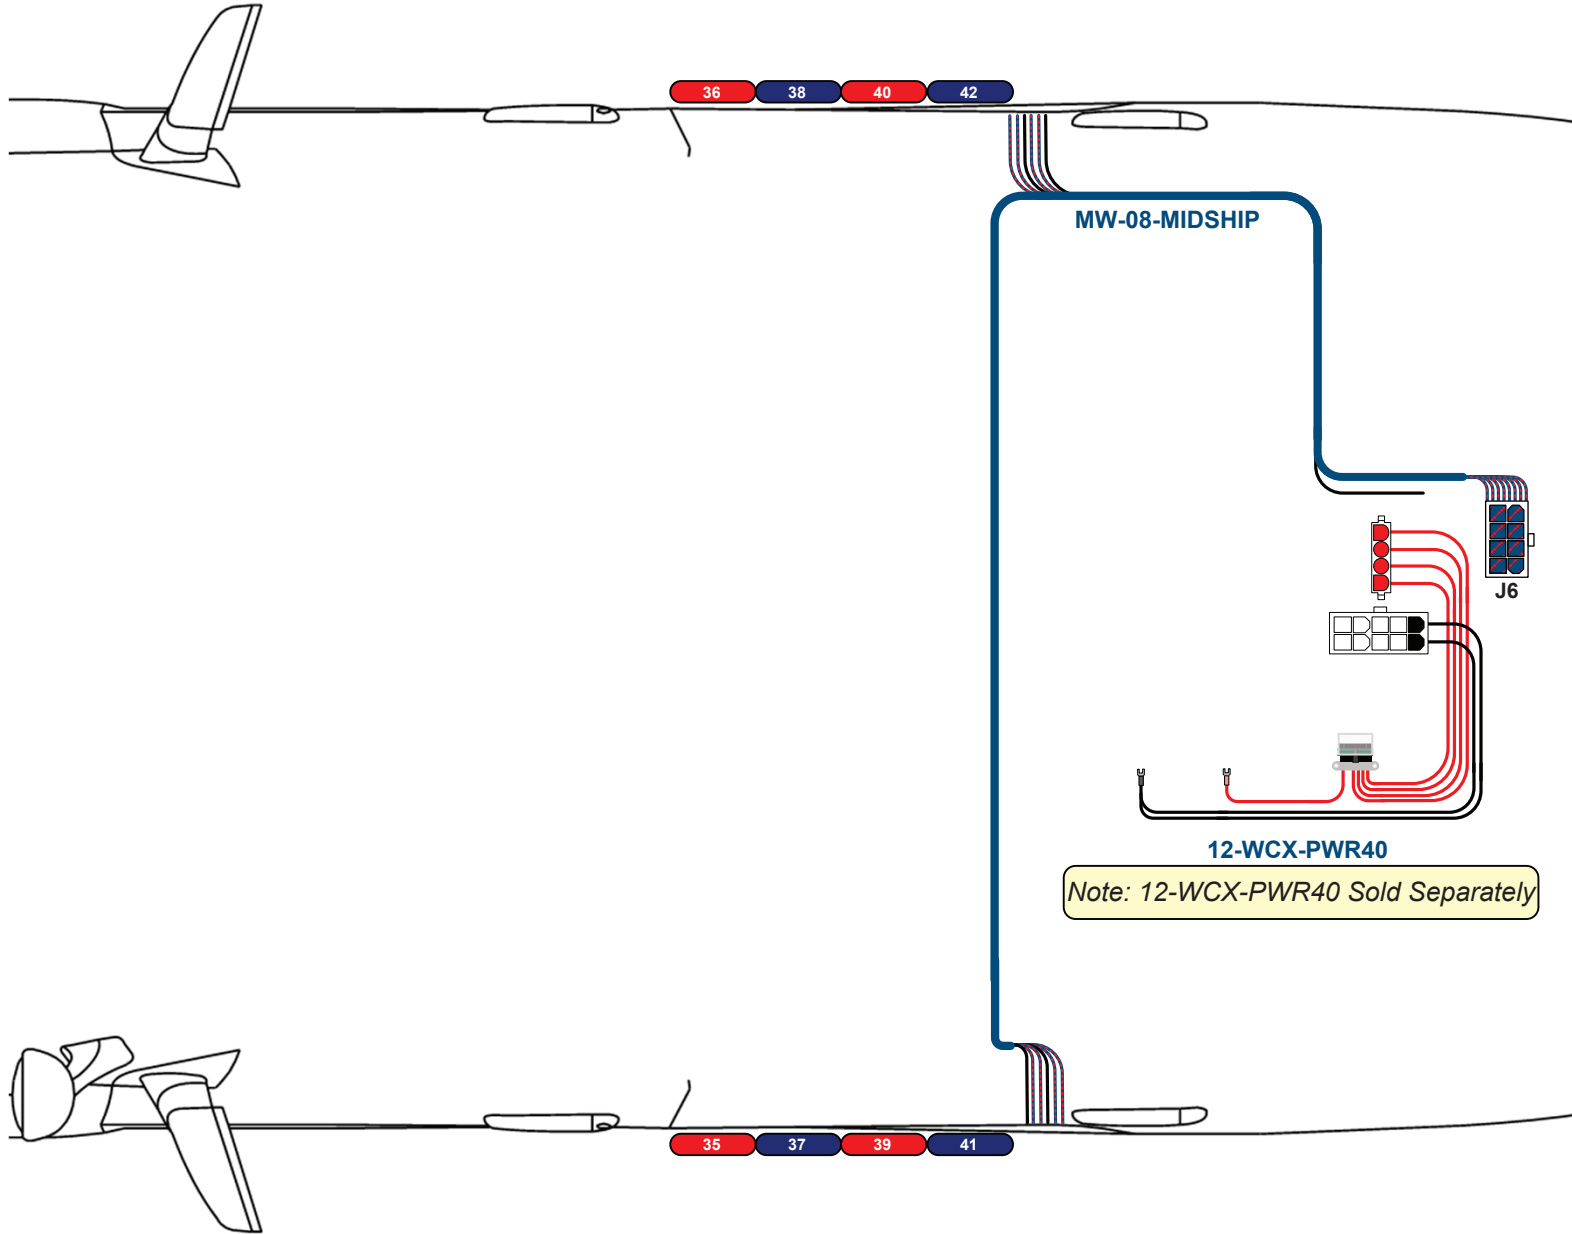 36 38 40 42
MW-08-MIDSHIP
J6
12-WCX-PWR40
Note: 12-WCX-PWR40 Sold Separately
35 37 39 41